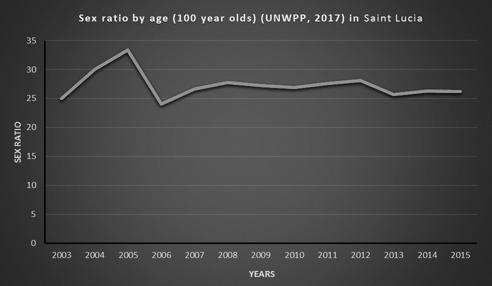 Sex ratio by age (100 year olds) (UNWPP, 2017) in Saint Lucia
35
30
25
20
15
10
5
0
SEX RATIO
2003 2004 2005 2006 2007 2008 2009 2010 2011 2012 2013 2014 2015
YEARS